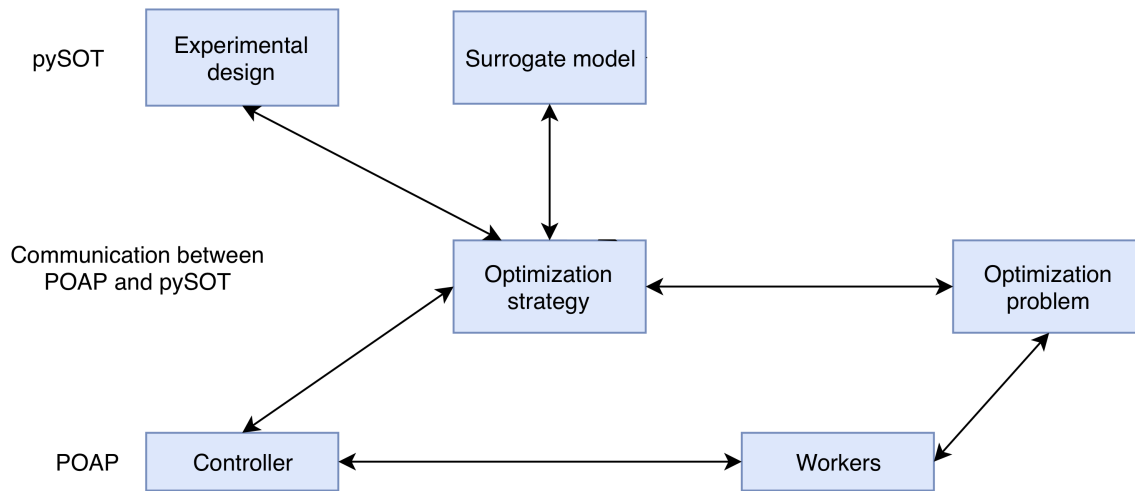 pySOT
Experimental
design
Surrogate model
Communication between
POAP and pySOT
Optimization
strategy
Optimization
problem
POAP
Controller
Workers